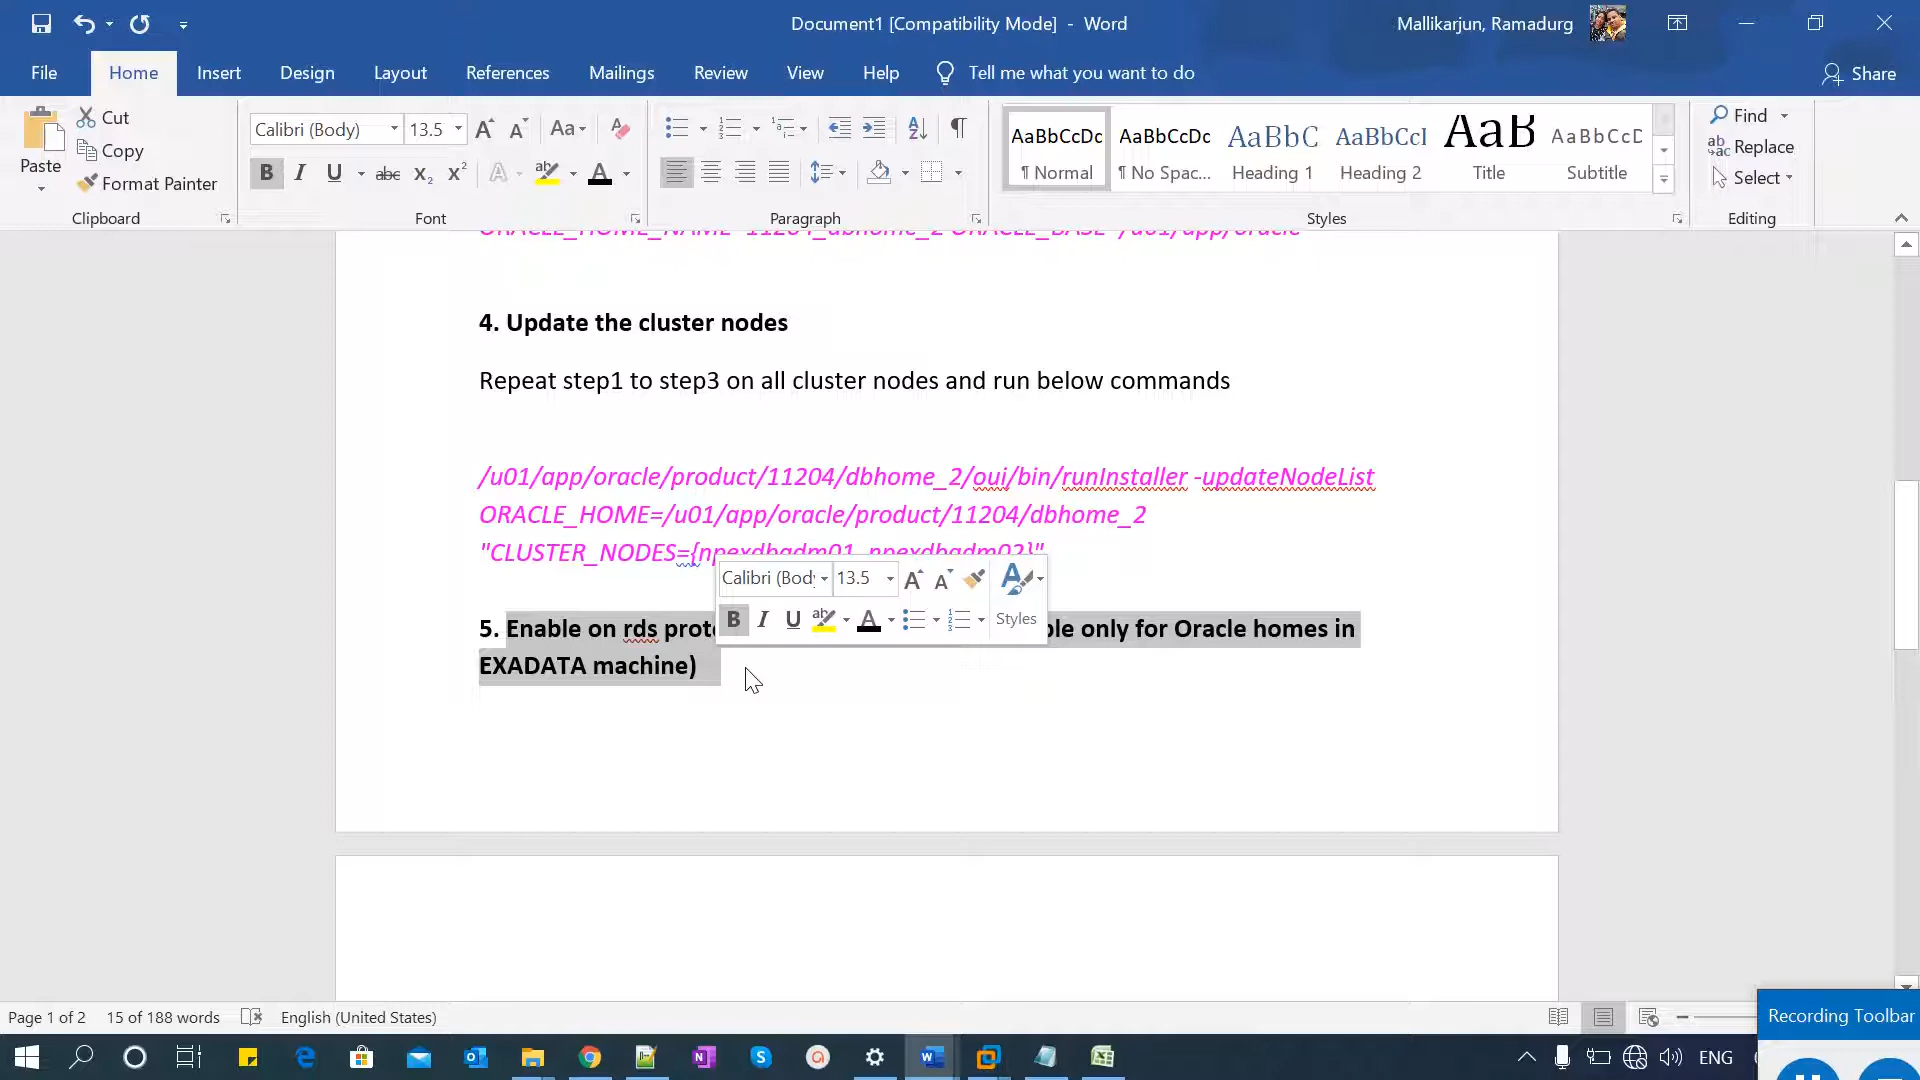 Document1 [Compatibility Mode] - Word
Mallikarjun, Ramadurg
File Home Insert Design Layout References Mailings Review View Help Tell me what you want to do Share
Paste
Cut
Copy
Format Painter
Clipboard
Calibri (Body) 13.5
Font
Paragraph
AaBbCcDc AaBbCcDc AaBbC AaBbCcI AaB AaBbCcD
¶ Normal ¶ No Spac... Heading 1 Heading 2 Title Subtitle
Styles
Find
Replace
Select
Editing
4. Update the cluster nodes
Repeat step1 to step3 on all cluster nodes and run below commands
/u01/app/oracle/product/11204/dbhome_2/oui/bin/runInstaller -updateNodeList
ORACLE_HOME=/u01/app/oracle/product/11204/dbhome_2
"CLUSTER_NODES={npexdbadm01, npexdbadm02}"
Calibri (Body 13.5
Styles
5. Enable on rds only for Oracle homes in
EXADATA machine)
Page 1 of 2 15 of 188 words English (United States)
Recording Toolbar
ENG